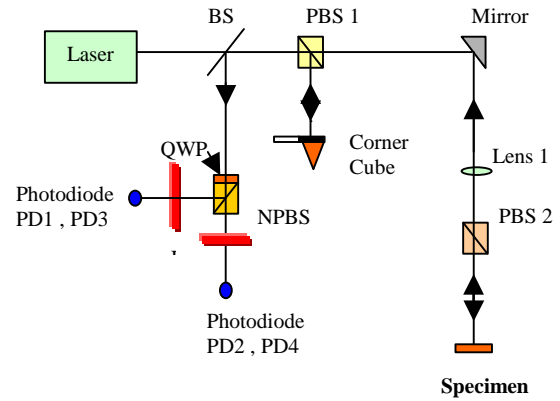 BS
PBS 1
Mirror
Laser
Corner
Cube
Lens 1
QWP
PBS 2
Photodiode
PD1 , PD3
NPBS
Photodiode
PD2 , PD4
Specimen